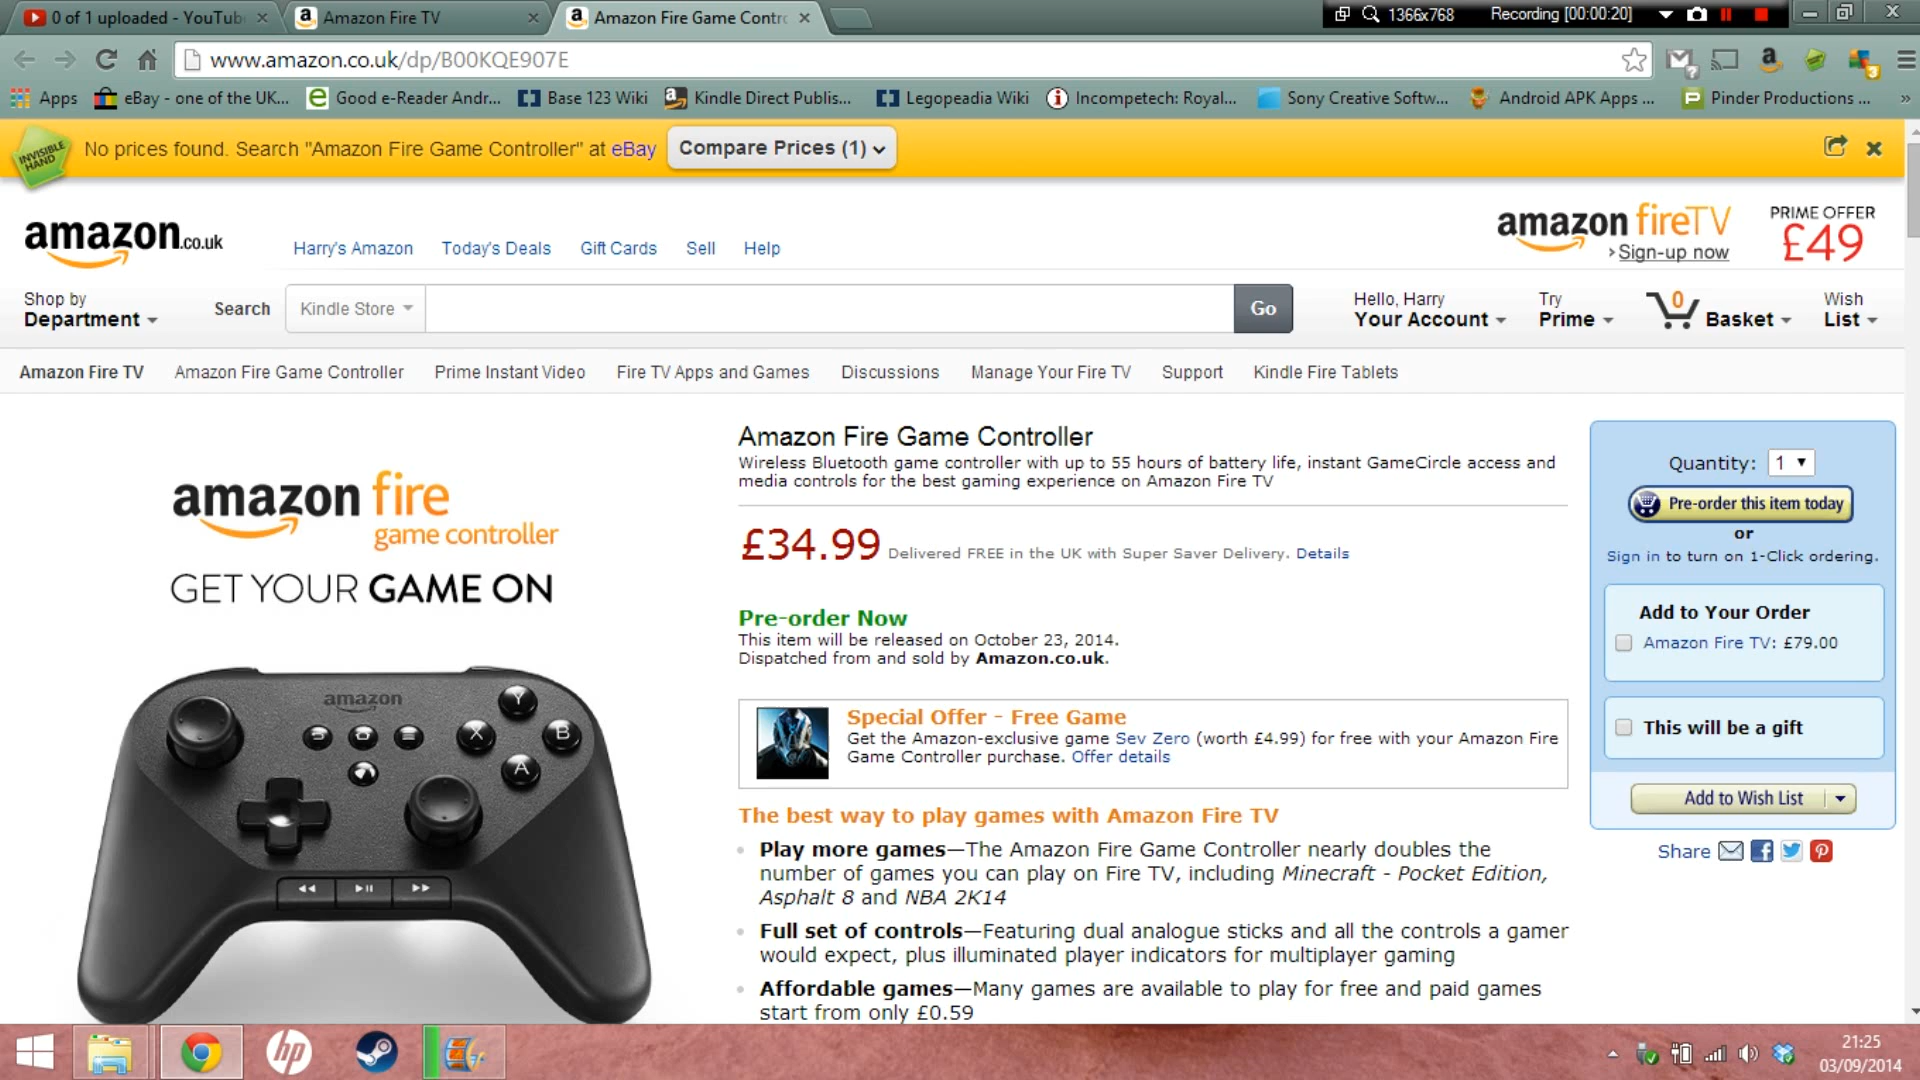 0 of 1 uploaded - YouTub
Amazon Fire TV
Amazon Fire Game Contro
1366x768
Recording [00:00:20]
www.amazon.co.uk/dp/B00KQE907E
Apps
eBay - one of the UK...
Good e-Reader Andr...
Base 123 Wiki
Kindle Direct Publis...
Legopeadia Wiki
Incompetech: Royal...
Sony Creative Softw...
Android APK Apps ...
Pinder Productions ...
»
INVISIBLE HAND
No prices found. Search "Amazon Fire Game Controller" at eBay
Compare Prices (1)
amazon.co.uk
Harry's Amazon
Today's Deals
Gift Cards
Sell
Help
amazon fireTV
› Sign-up now
PRIME OFFER
£49
Shop by
Department
Search
Kindle Store
Go
Hello, Harry
Your Account
Try
Prime
0
Basket
Wish
List
Amazon Fire TV
Amazon Fire Game Controller
Prime Instant Video
Fire TV Apps and Games
Discussions
Manage Your Fire TV
Support
Kindle Fire Tablets
amazon fire
game controller
GET YOUR GAME ON
amazon
Y
X
B
A
Amazon Fire Game Controller
Wireless Bluetooth game controller with up to 55 hours of battery life, instant GameCircle access and
media controls for the best gaming experience on Amazon Fire TV
£34.99 Delivered FREE in the UK with Super Saver Delivery. Details
Pre-order Now
This item will be released on October 23, 2014.
Dispatched from and sold by Amazon.co.uk.
Special Offer - Free Game
Get the Amazon-exclusive game Sev Zero (worth £4.99) for free with your Amazon Fire
Game Controller purchase. Offer details
The best way to play games with Amazon Fire TV
Play more games—The Amazon Fire Game Controller nearly doubles the
number of games you can play on Fire TV, including Minecraft - Pocket Edition,
Asphalt 8 and NBA 2K14
Full set of controls—Featuring dual analogue sticks and all the controls a gamer
would expect, plus illuminated player indicators for multiplayer gaming
Affordable games—Many games are available to play for free and paid games
start from only £0.59
Quantity: 1
Pre-order this item today
or
Sign in to turn on 1-Click ordering.
Add to Your Order
Amazon Fire TV: £79.00
This will be a gift
Add to Wish List
Share
hp
21:25
03/09/2014